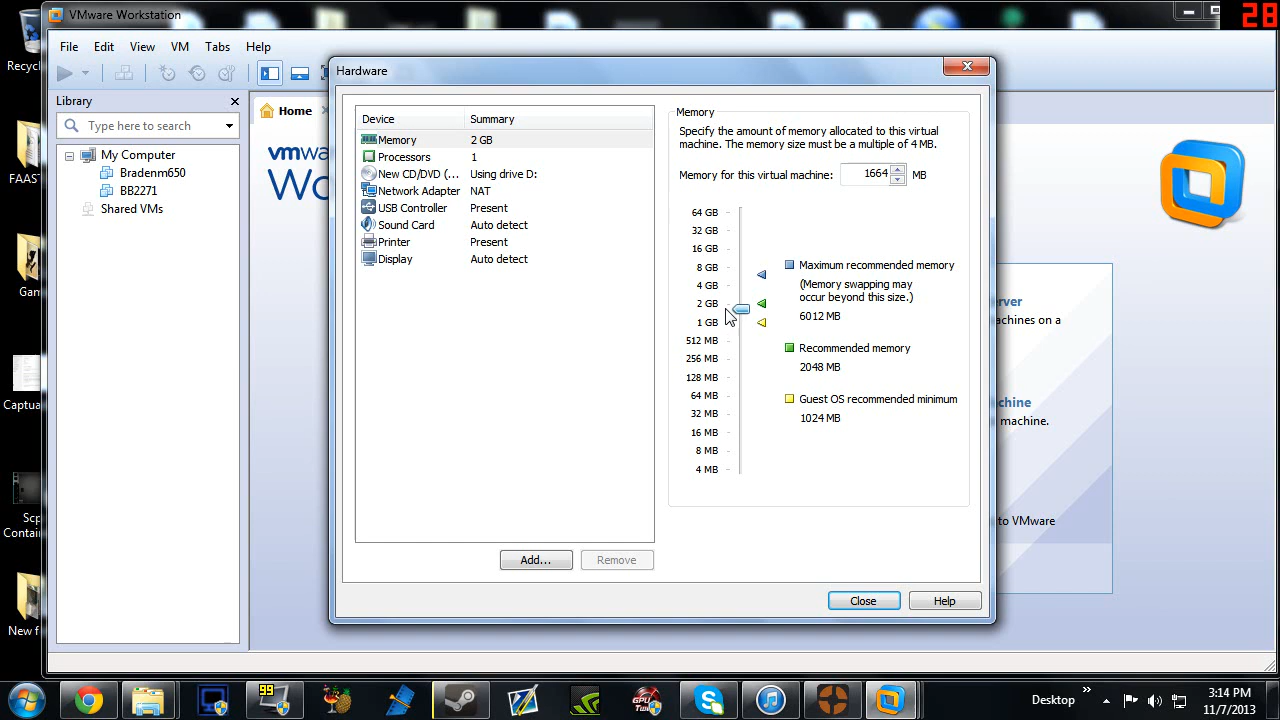 VMware Workstation
28
File Edit View VM Tabs Help
Library
Type here to search
My Computer
Bradenm650
BB2271
Shared VMs
Home
vmwa
Wo
Hardware
Device Summary
Memory 2 GB
Processors 1
New CD/DVD (... Using drive D:
Network Adapter NAT
USB Controller Present
Sound Card Auto detect
Printer Present
Display Auto detect
Add... Remove
Memory
Specify the amount of memory allocated to this virtual
machine. The memory size must be a multiple of 4 MB.
Memory for this virtual machine: 1664 MB
64 GB
32 GB
16 GB
8 GB
4 GB
2 GB
1 GB
512 MB
256 MB
128 MB
64 MB
32 MB
16 MB
8 MB
4 MB
Maximum recommended memory
(Memory swapping may
occur beyond this size.)
6012 MB
Recommended memory
2048 MB
Guest OS recommended minimum
1024 MB
Close Help
rver
achines on a
chine
machine.
to VMware
Recycl
FAAST
Gam
Captua
Scp
Contain
New f
99
Desktop »
3:14 PM
11/7/2013